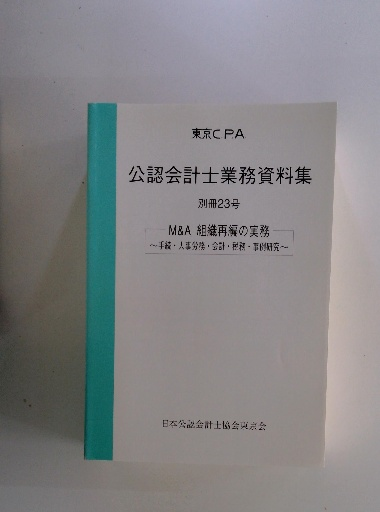 東京CPA
公認会計士業務資料集
別冊23号
M&A 組織再編の実務
～手続・人事労務・会計・税務・事例研究～
日本公認会計士協会東京会